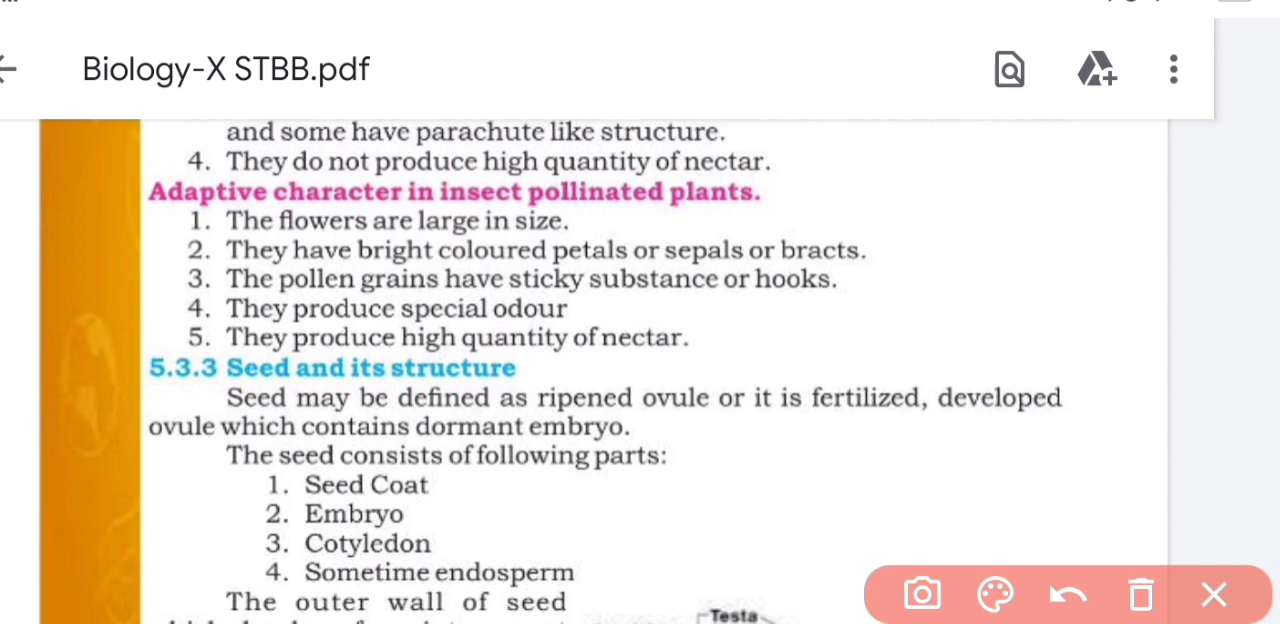 Biology-X STBB.pdf
and some have parachute like structure.
4. They do not produce high quantity of nectar.
Adaptive character in insect pollinated plants.
1. The flowers are large in size.
2. They have bright coloured petals or sepals or bracts.
3. The pollen grains have sticky substance or hooks.
4. They produce special odour
5. They produce high quantity of nectar.
5.3.3 Seed and its structure
Seed may be defined as ripened ovule or it is fertilized, developed
ovule which contains dormant embryo.
The seed consists of following parts:
1. Seed Coat
2. Embryo
3. Cotyledon
4. Sometime endosperm
The outer wall of seed
Testa